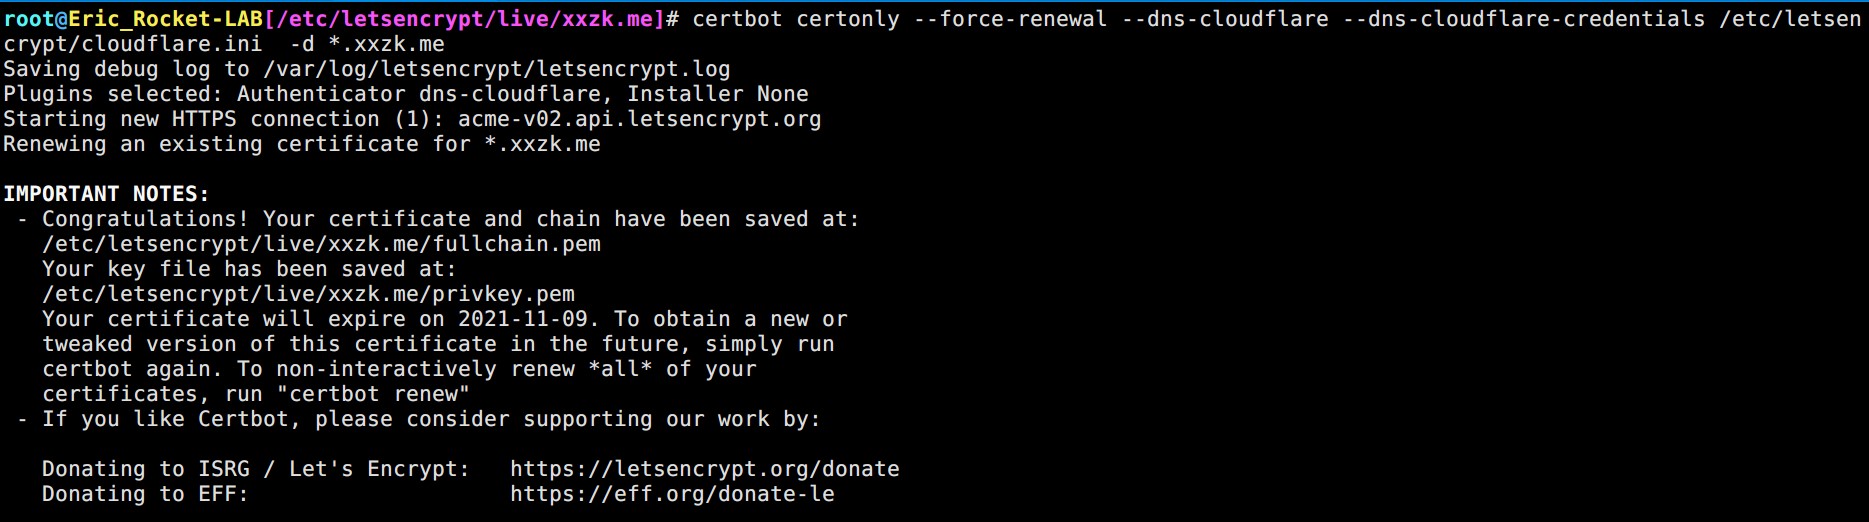 root@Eric_Rocket-LAB[/etc/letsencrypt/live/xxzk.me]# certbot certonly --force-renewal --dns-cloudflare --dns-cloudflare-credentials /etc/letsen
crypt/cloudflare.ini  -d *.xxzk.me
Saving debug log to /var/log/letsencrypt/letsencrypt.log
Plugins selected: Authenticator dns-cloudflare, Installer None
Starting new HTTPS connection (1): acme-v02.api.letsencrypt.org
Renewing an existing certificate for *.xxzk.me
IMPORTANT NOTES:
 - Congratulations! Your certificate and chain have been saved at:
   /etc/letsencrypt/live/xxzk.me/fullchain.pem
   Your key file has been saved at:
   /etc/letsencrypt/live/xxzk.me/privkey.pem
   Your certificate will expire on 2021-11-09. To obtain a new or
   tweaked version of this certificate in the future, simply run
   certbot again. To non-interactively renew *all* of your
   certificates, run "certbot renew"
 - If you like Certbot, please consider supporting our work by:
   Donating to ISRG / Let's Encrypt:   https://letsencrypt.org/donate
   Donating to EFF:                    https://eff.org/donate-le